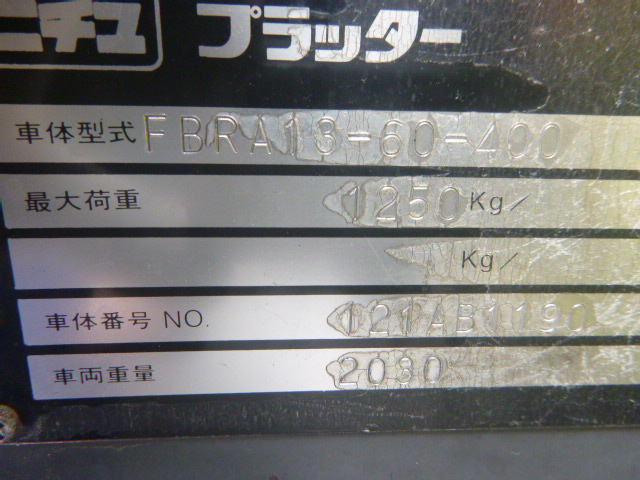 ニチユ プラッター
車体型式 FBRA13-60-400
最大荷重 1250 Kg/
Kg/
車体番号 NO. 121AB1190
車両重量 2030